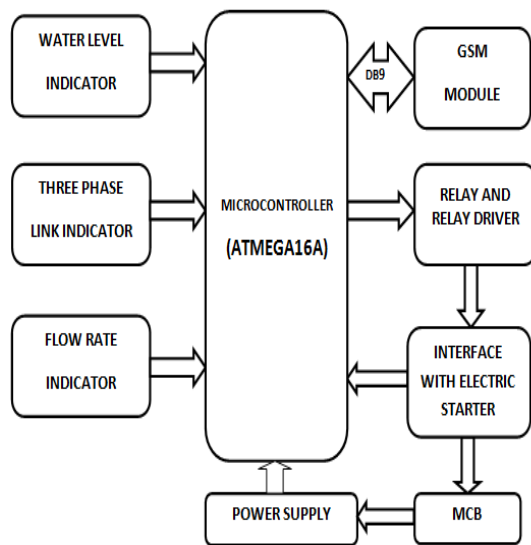 WATER LEVEL
INDICATOR
THREE PHASE
LINK INDICATOR
FLOW RATE
INDICATOR
MICROCONTROLLER
(ATMEGA16A)
DB9
GSM
MODULE
RELAY AND
RELAY DRIVER
INTERFACE
WITH ELECTRIC
STARTER
POWER SUPPLY
MCB